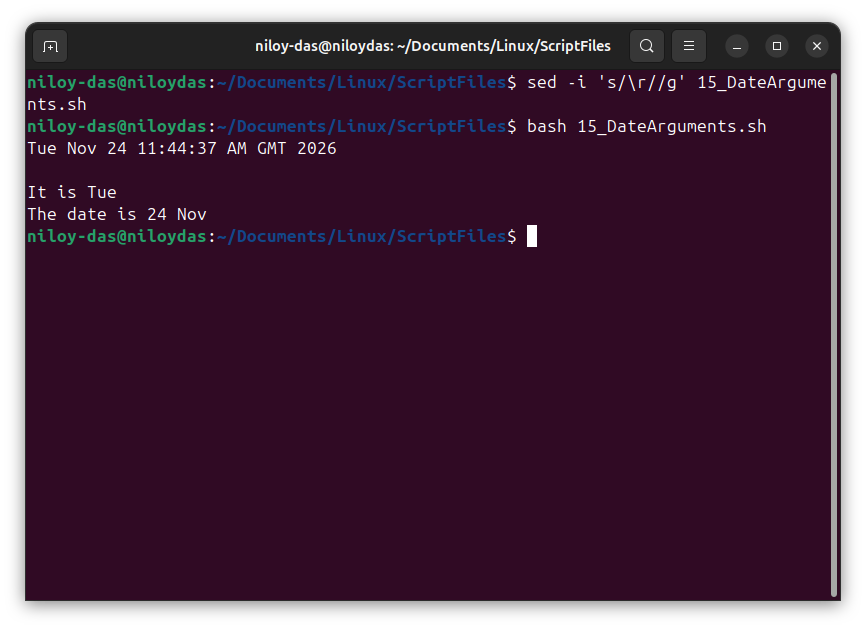 niloy-das@niloydas: ~/Documents/Linux/ScriptFiles
niloy-das@niloydas:~/Documents/Linux/ScriptFiles$ sed -i 's/\r//g' 15_DateArgume
nts.sh
niloy-das@niloydas:~/Documents/Linux/ScriptFiles$ bash 15_DateArguments.sh
Tue Nov 24 11:44:37 AM GMT 2026
It is Tue
The date is 24 Nov
niloy-das@niloydas:~/Documents/Linux/ScriptFiles$